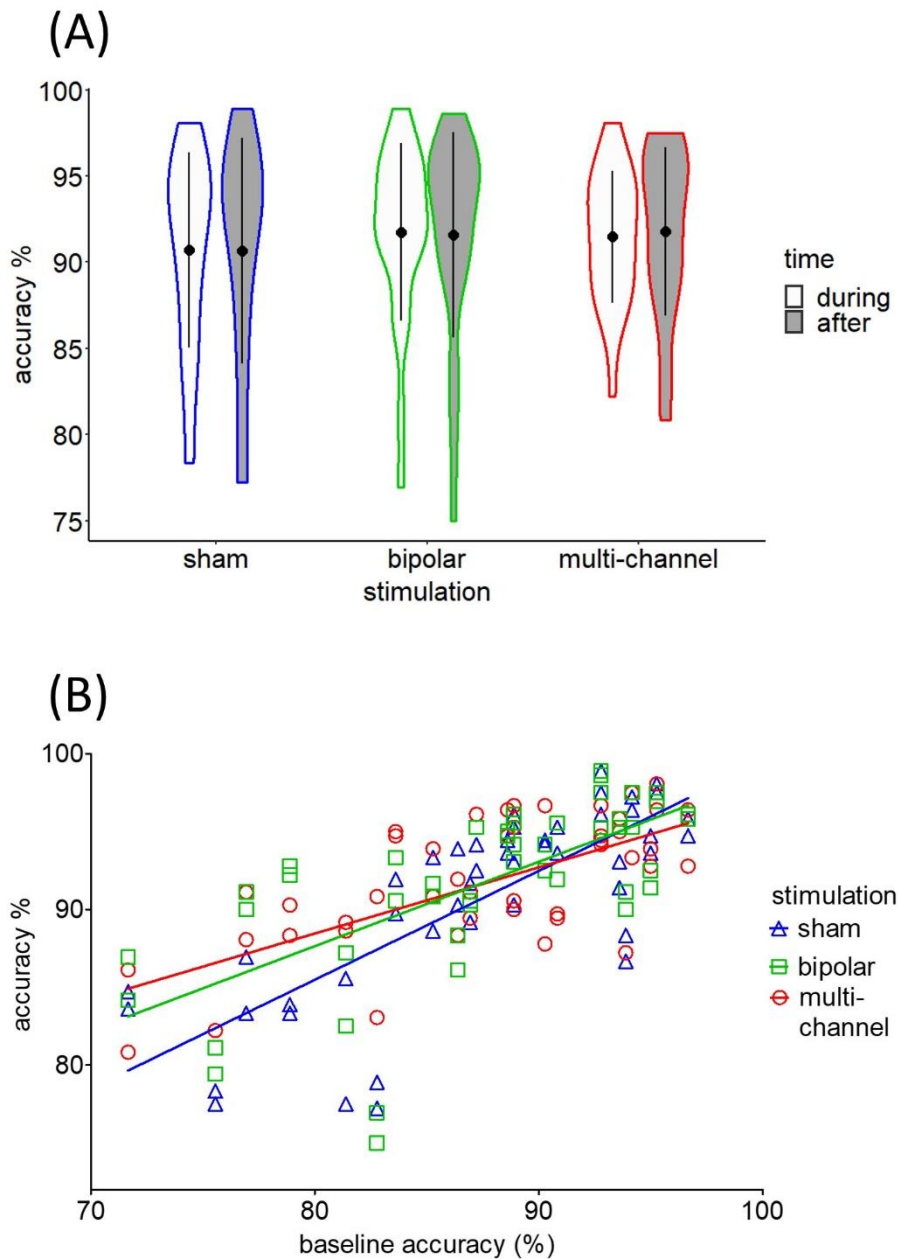 (A)
100
95
90
85
80
75
accuracy %
sham
bipolar
multi-channel
stimulation
time
during
after
(B)
100
90
80
accuracy %
70
80
90
100
baseline accuracy (%)
stimulation
sham
bipolar
multi-
channel